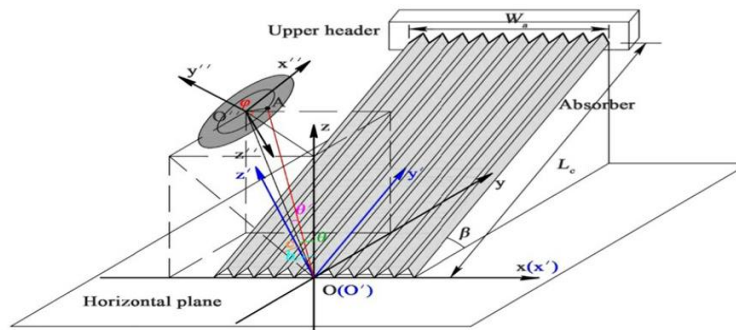 Upper header
W_a
x''
y''
φ
A
O''
Absorber
z
z''
z'
y'
y
L_c
θ
β
x(x')
O(O')
Horizontal plane